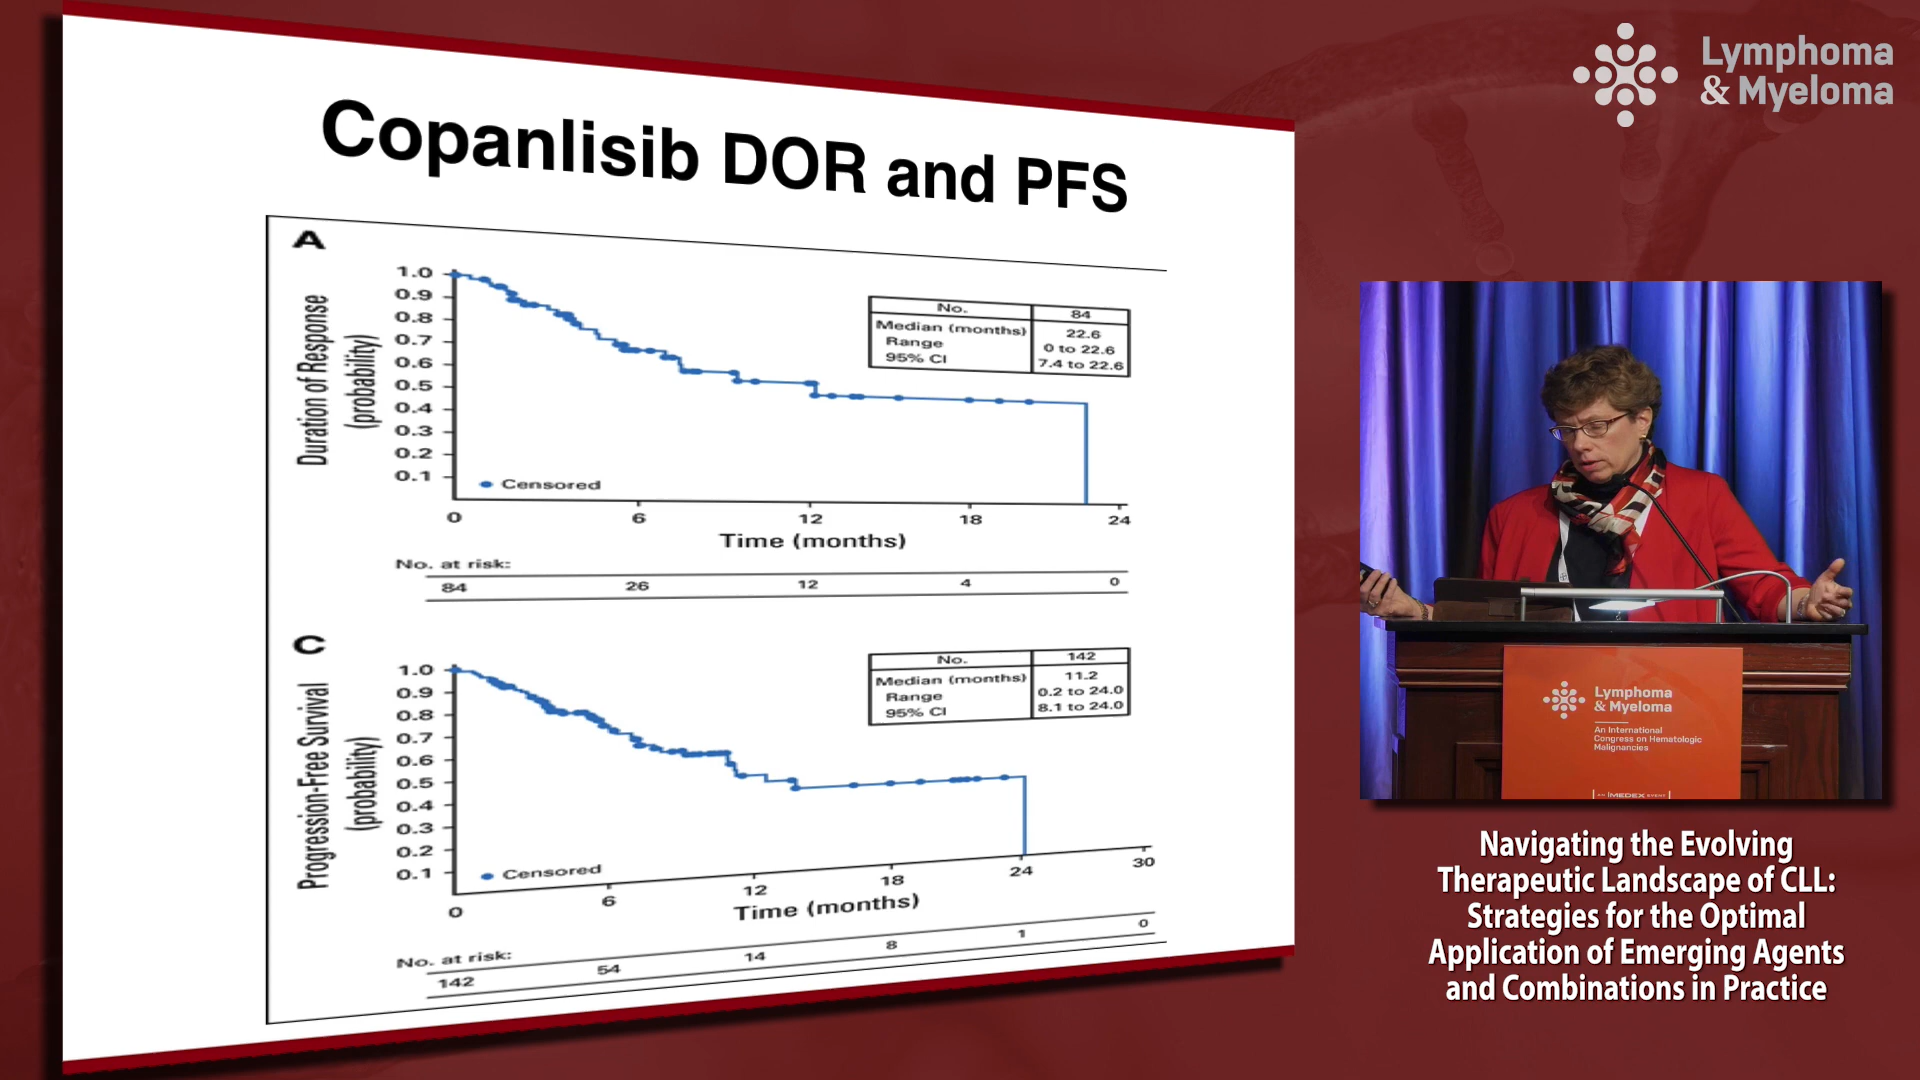 Copanlisib DOR and PFS
A
Duration of Response
(probability)
1.0
0.9
0.8
0.7
0.6
0.5
0.4
0.3
0.2
0.1
No. 84
Median (months) 22.6
Range 0 to 22.6
95% CI 7.4 to 22.6
Censored
0 6 12 18 24
Time (months)
No. at risk:
84 26 12 4 0
C
Progression-Free Survival
(probability)
1.0
0.9
0.8
0.7
0.6
0.5
0.4
0.3
0.2
0.1
No. 142
Median (months) 11.2
Range 0.2 to 24.0
95% CI 8.1 to 24.0
Censored
0 6 12 18 24 30
Time (months)
No. at risk:
142 54 14 8 1 0
Lymphoma
& Myeloma
Lymphoma
& Myeloma
An International
Congress on Hematologic
Malignancies
AN IMEDEX EVENT
Navigating the Evolving
Therapeutic Landscape of CLL:
Strategies for the Optimal
Application of Emerging Agents
and Combinations in Practice